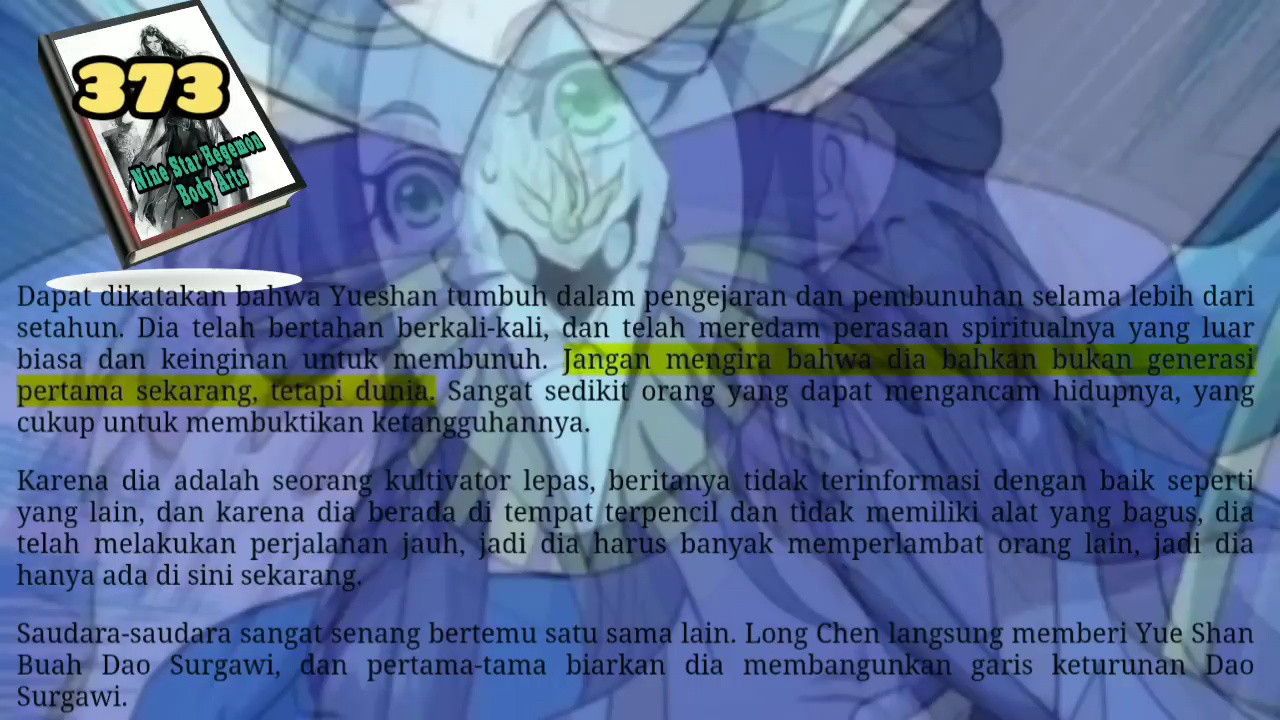 373
Nine Star Hegemon
Body Arts
Dapat dikatakan bahwa Yueshan tumbuh dalam pengejaran dan pembunuhan selama lebih dari
setahun. Dia telah bertahan berkali-kali, dan telah meredam perasaan spiritualnya yang luar
biasa dan keinginan untuk membunuh. Jangan mengira bahwa dia bahkan bukan generasi
pertama sekarang, tetapi dunia. Sangat sedikit orang yang dapat mengancam hidupnya, yang
cukup untuk membuktikan ketangguhannya.
Karena dia adalah seorang kultivator lepas, beritanya tidak terinformasi dengan baik seperti
yang lain, dan karena dia berada di tempat terpencil dan tidak memiliki alat yang bagus, dia
telah melakukan perjalanan jauh, jadi dia harus banyak memperlambat orang lain, jadi dia
hanya ada di sini sekarang.
Saudara-saudara sangat senang bertemu satu sama lain. Long Chen langsung memberi Yue Shan
Buah Dao Surgawi, dan pertama-tama biarkan dia membangunkan garis keturunan Dao
Surgawi.